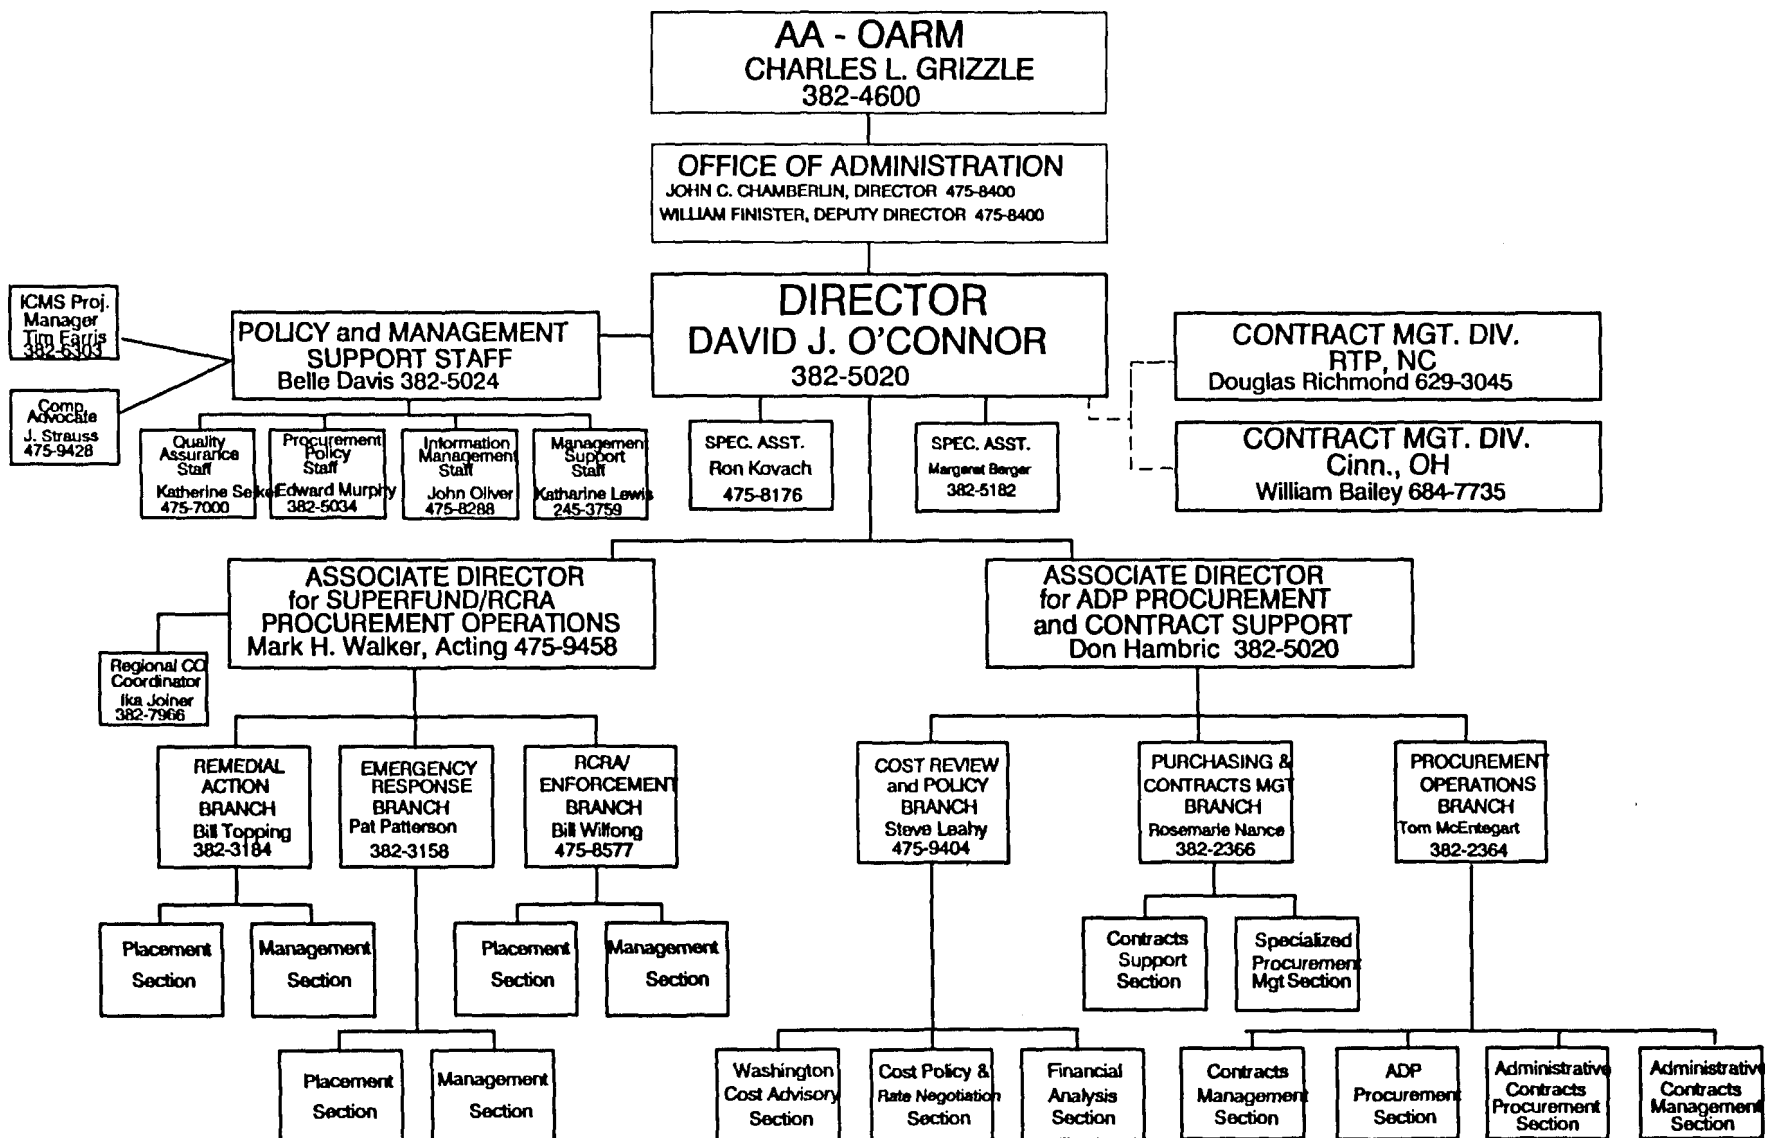 AA - OARM
CHARLES L. GRIZZLE
382-4600
OFFICE OF ADMINISTRATION
JOHN C. CHAMBERLIN, DIRECTOR 475-8400
WILLIAM FINISTER, DEPUTY DIRECTOR 475-8400
DIRECTOR
DAVID J. O'CONNOR
382-5020
ICMS Proj.
Manager
Tim Farris
382-6303
Comp
Advocate
J. Strauss
475-9428
POLICY and MANAGEMENT
SUPPORT STAFF
Belle Davis 382-5024
CONTRACT MGT. DIV.
RTP, NC
Douglas Richmond 629-3045
CONTRACT MGT. DIV.
Cinn., OH
William Bailey 684-7735
Quality
Assurance
Staff
Katherine
475-7000
Procurement
Policy
Staff
Edward Murphy
382-5034
Information
Management
Staff
John Oliver
475-8288
Managemen
Support
Staff
Katharine Lewis
245-3759
SPEC. ASST.
Ron Kovach
475-8176
SPEC. ASST.
Margaret Berger
382-5182
ASSOCIATE DIRECTOR
for SUPERFUND/RCRA
PROCUREMENT OPERATIONS
Mark H. Walker, Acting 475-9458
ASSOCIATE DIRECTOR
for ADP PROCUREMENT
and CONTRACT SUPPORT
Don Hambric 382-5020
Regional CO
Coordinator
Ika Joiner
382-7966
REMEDIAL
ACTION
BRANCH
Bill Topping
382-3184
EMERGENCY
RESPONSE
BRANCH
Pat Patterson
382-3158
RCRA/
ENFORCEMENT
BRANCH
Bill Wilfong
475-8577
COST REVIEW
and POLICY
BRANCH
Steve Leahy
475-9404
PURCHASING &
CONTRACTS MGT
BRANCH
Rosemarie Nance
382-2366
PROCUREMENT
OPERATIONS
BRANCH
Tom McEntegart
382-2364
Placement
Section
Management
Section
Placement
Section
Management
Section
Contracts
Support
Section
Specialized
Procurement
Mgt Section
Placement
Section
Management
Section
Washington
Cost Advisory
Section
Cost Policy &
Rate Negotiation
Section
Financial
Analysis
Section
Contracts
Management
Section
ADP
Procurement
Section
Administrative
Contracts
Procurement
Section
Administrative
Contracts
Management
Section